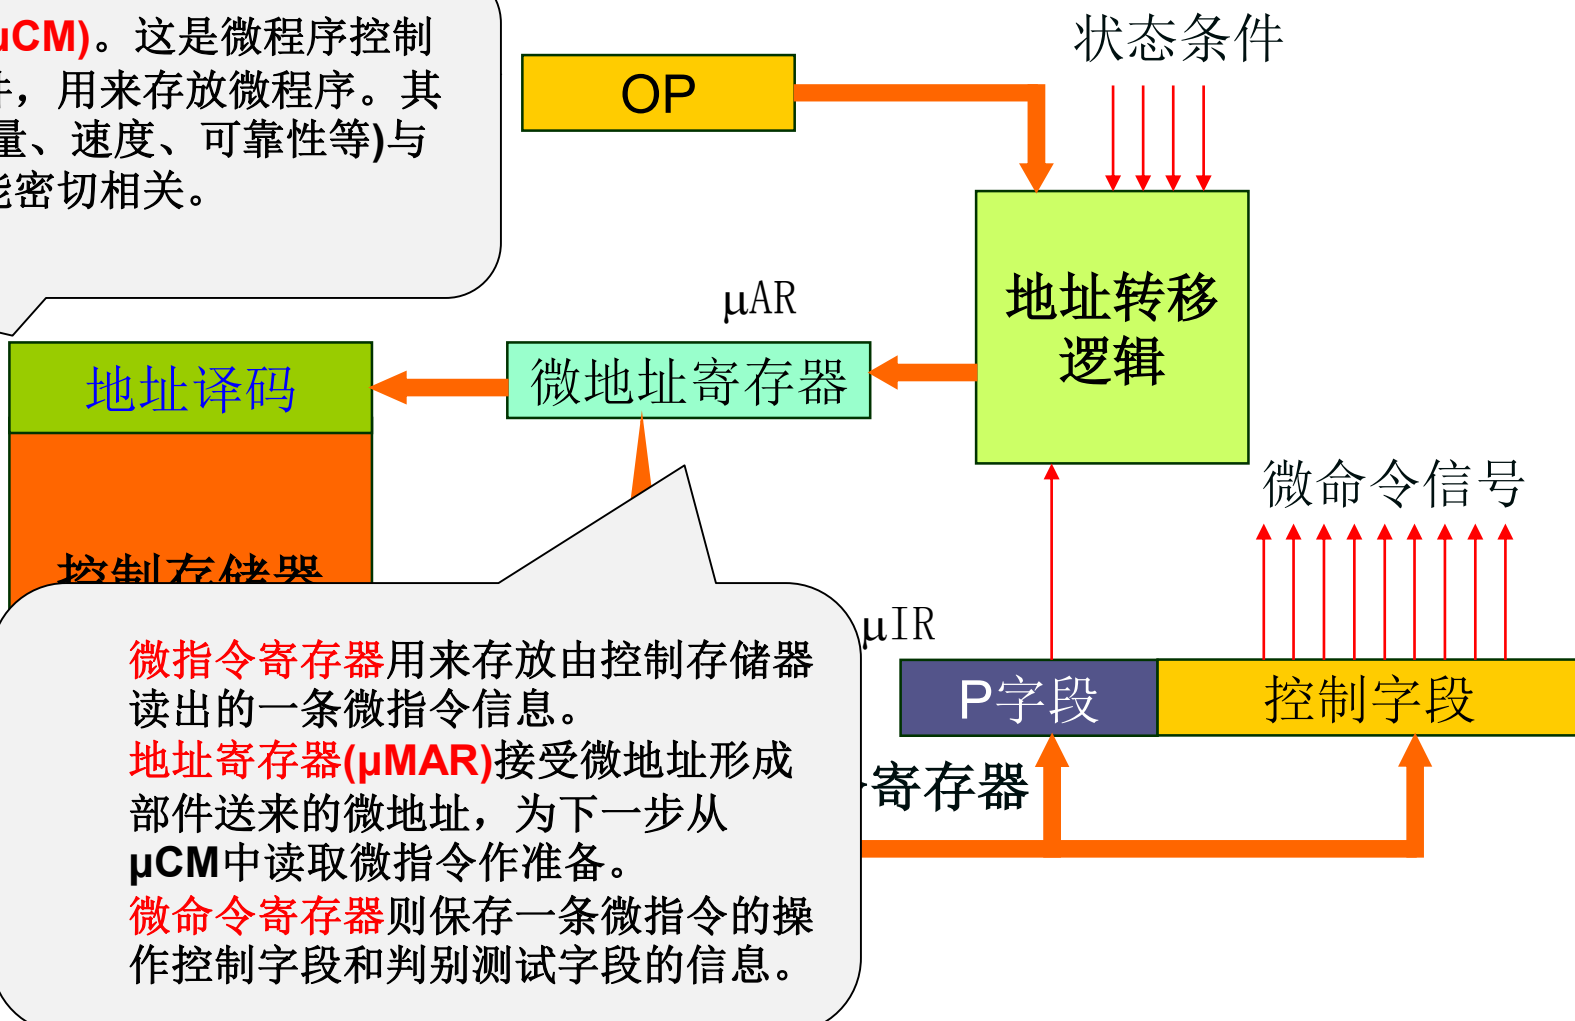 μCM)。这是微程序控制
件，用来存放微程序。其
量、速度、可靠性等)与
能密切相关。
OP
状态条件
地址转移
逻辑
μAR
微地址寄存器
地址译码
控制存储器
微命令信号
μIR
P字段
控制字段
寄存器
微指令寄存器用来存放由控制存储器
读出的一条微指令信息。
地址寄存器(μMAR)接受微地址形成
部件送来的微地址，为下一步从
μCM中读取微指令作准备。
微命令寄存器则保存一条微指令的操
作控制字段和判别测试字段的信息。